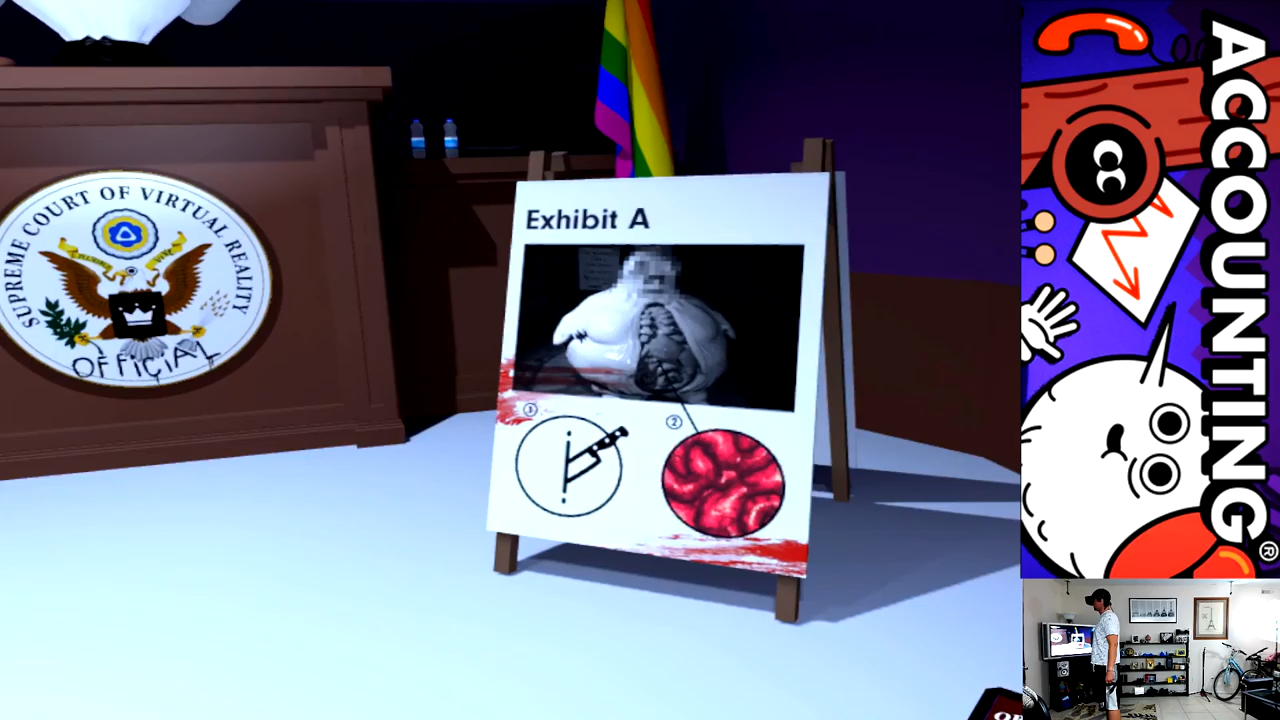 SUPREME COURT OF VIRTUAL REALITY
OFFICIAL
Exhibit A
1
2
ACCOUNTING®